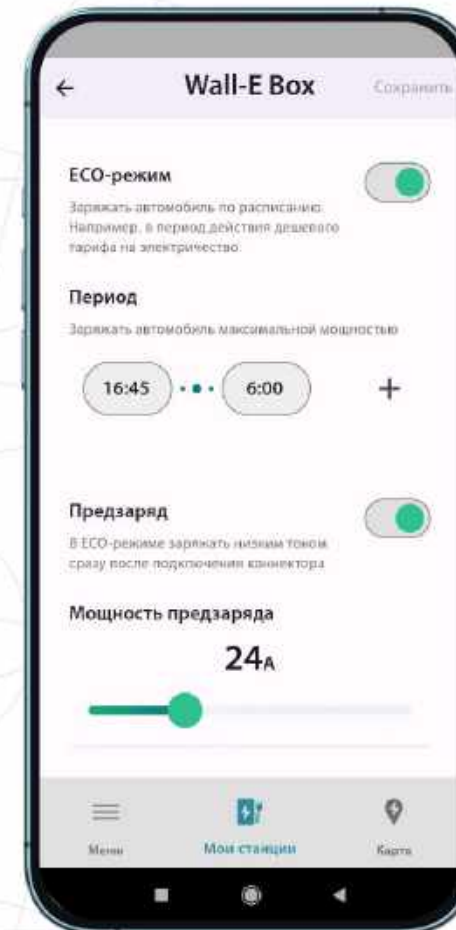 Wall-E Box
Сохранить
ECO-режим
Заряжать автомобиль по расписанию.
Например, в период действия дешевого
тарифа на электричество
Период
Заряжать автомобиль максимальной мощностью
16:45
6:00
+
Предзаряд
В ECO-режиме заряжать низким током
сразу после подключения коннектора
Мощность предзаряда
24A
Меню
Мои станции
Карта